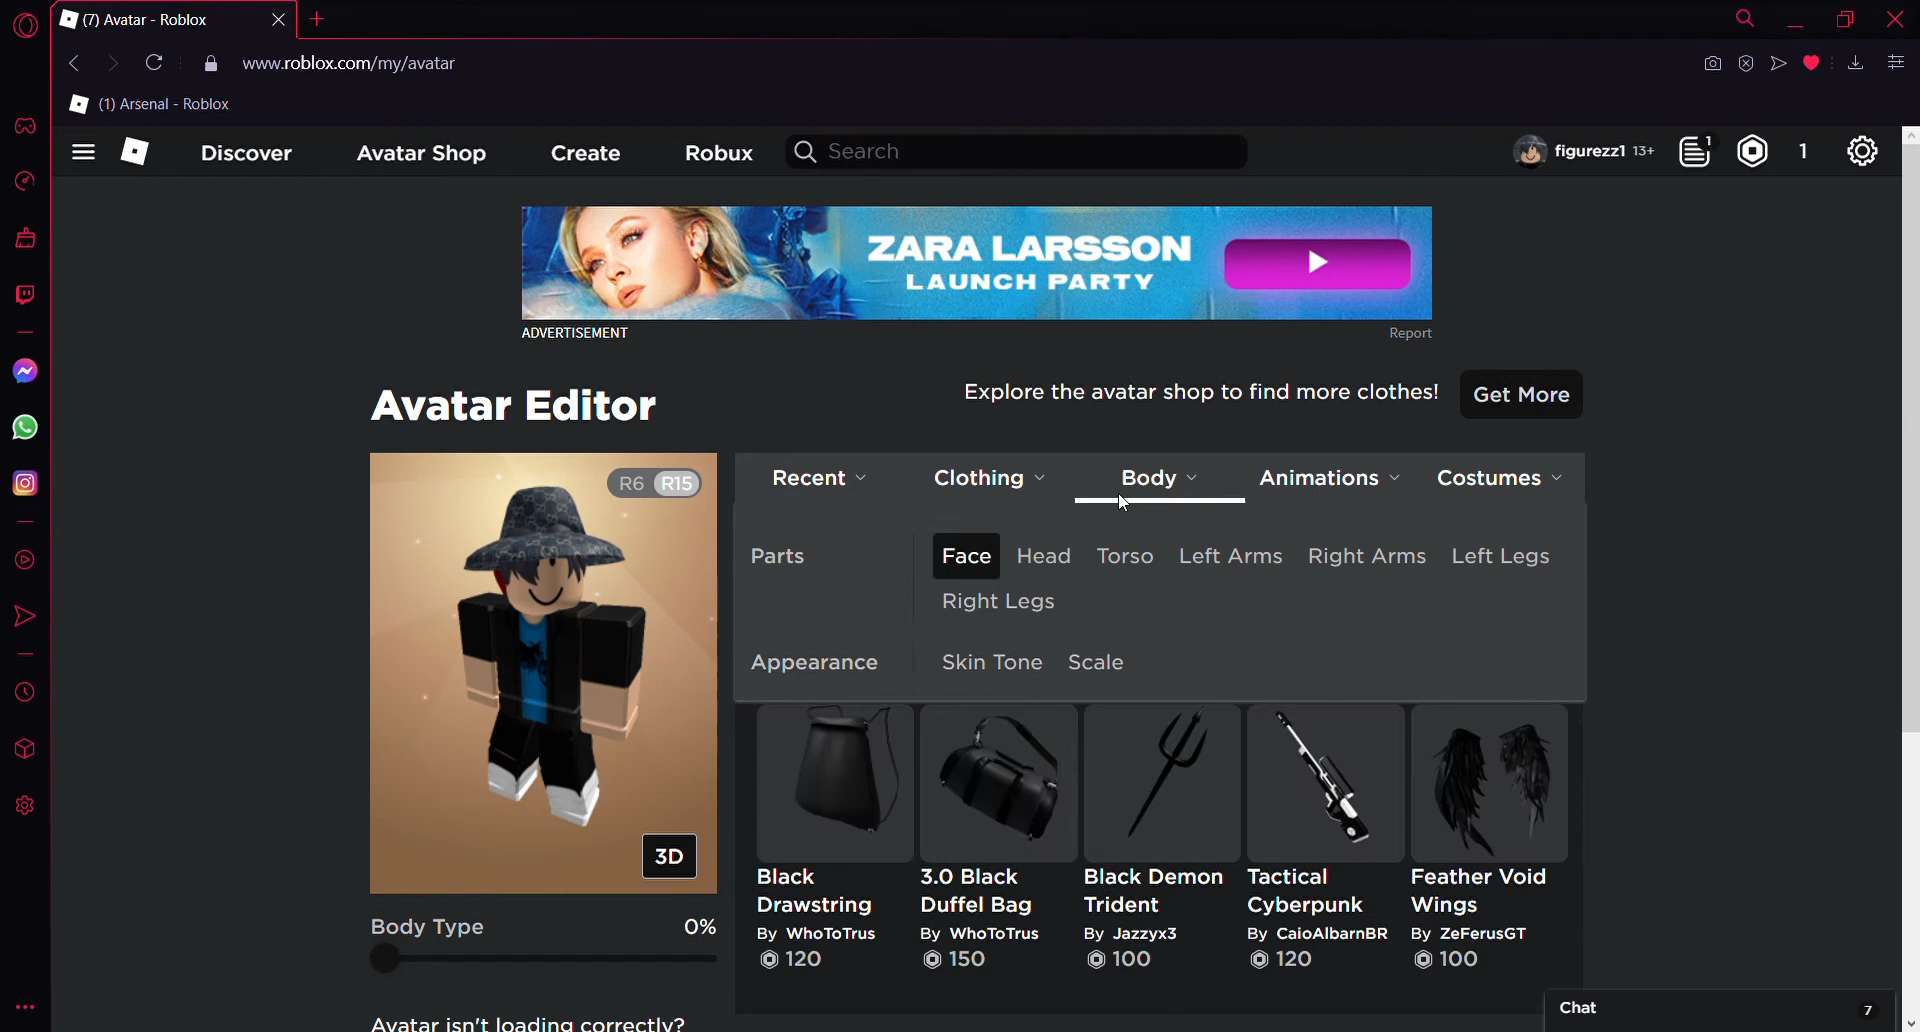 (7) Avatar - Roblox
www.roblox.com/my/avatar
(1) Arsenal - Roblox
Discover
Avatar Shop
Create
Robux
Search
figurezz1 13+
1
1
ZARA LARSSON
LAUNCH PARTY
ADVERTISEMENT
Report
Avatar Editor
Explore the avatar shop to find more clothes!
Get More
R6 R15
3D
Body Type
0%
Avatar isn't loading correctly?
Recent
Clothing
Body
Animations
Costumes
Parts
Face Head Torso Left Arms Right Arms Left Legs
Right Legs
Appearance
Skin Tone Scale
Black
Drawstring
By WhoToTrus
120
3.0 Black
Duffel Bag
By WhoToTrus
150
Black Demon
Trident
By Jazzyx3
100
Tactical
Cyberpunk
By CaioAlbarnBR
120
Feather Void
Wings
By ZeFerusGT
100
Chat
7